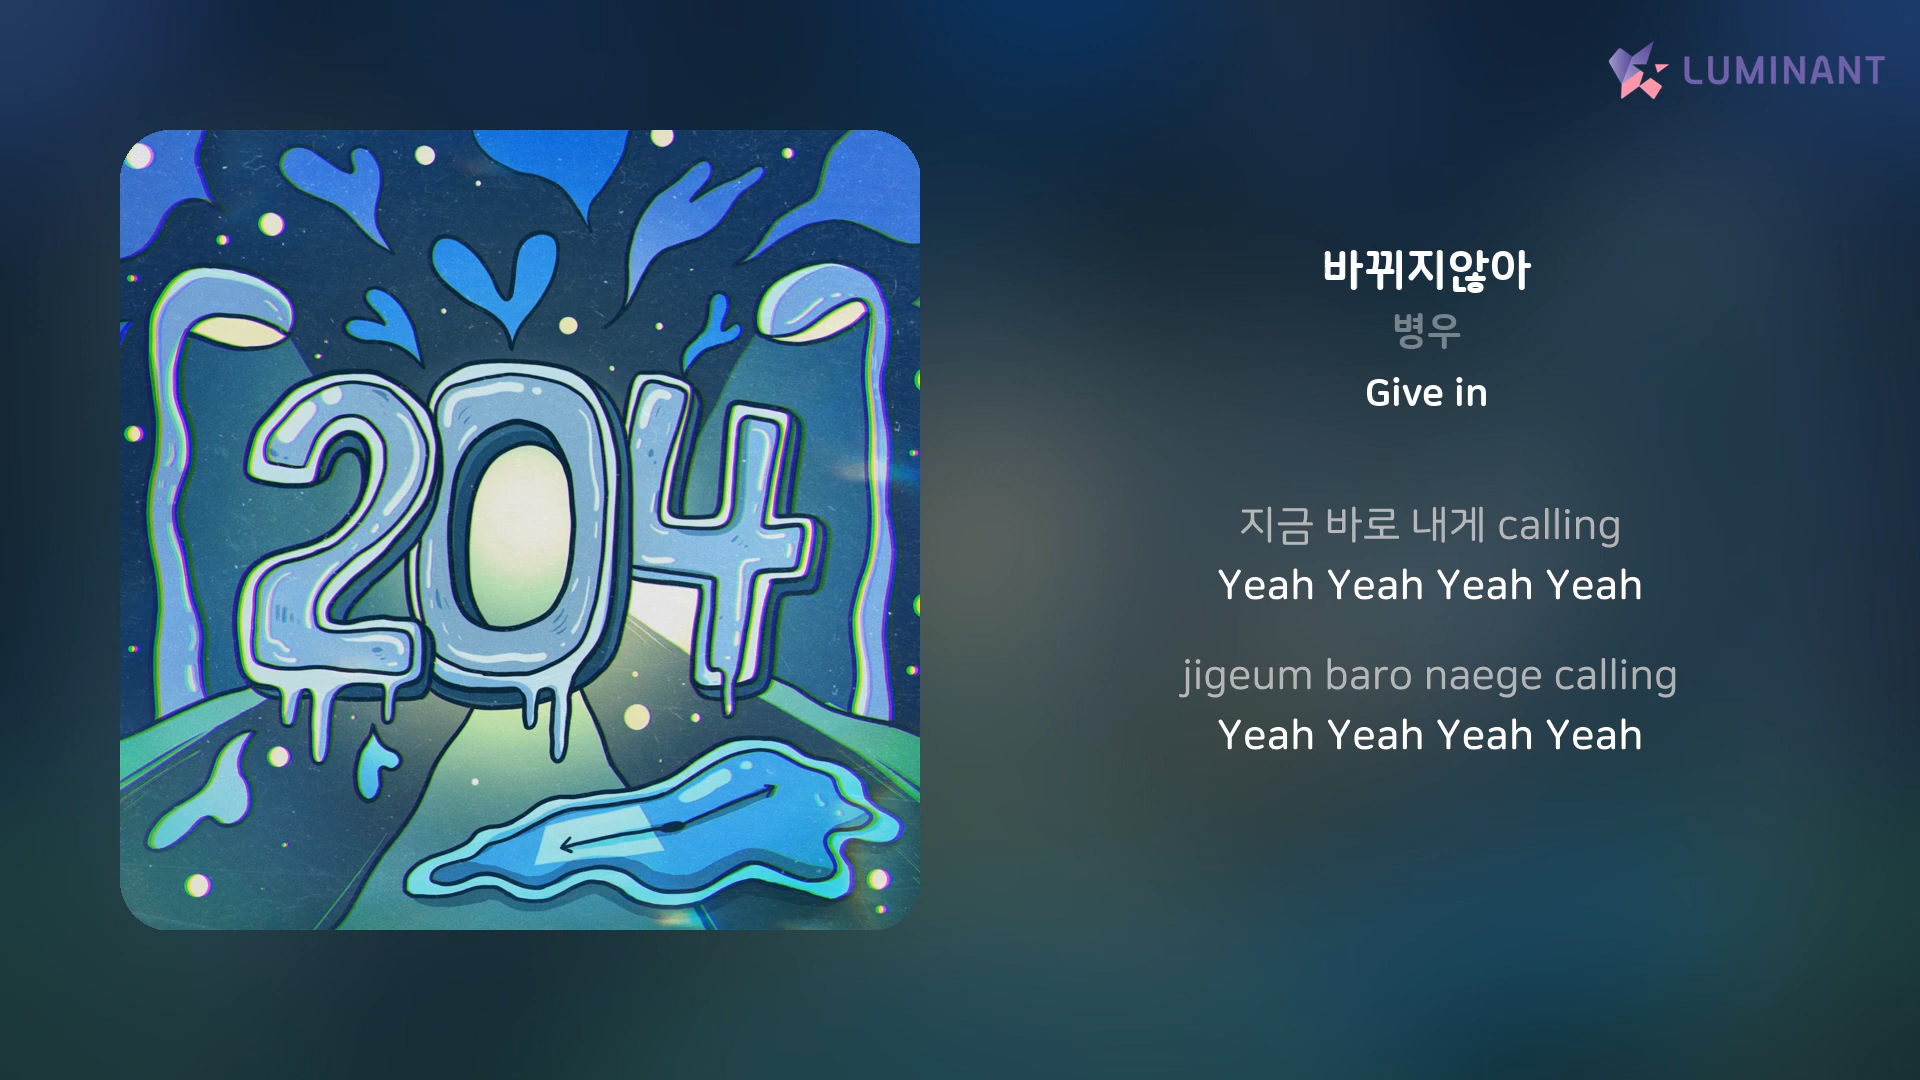 LUMINANT
204
바뀌지않아
병우
Give in
지금 바로 내게 calling
Yeah Yeah Yeah Yeah
jigeum baro naege calling
Yeah Yeah Yeah Yeah